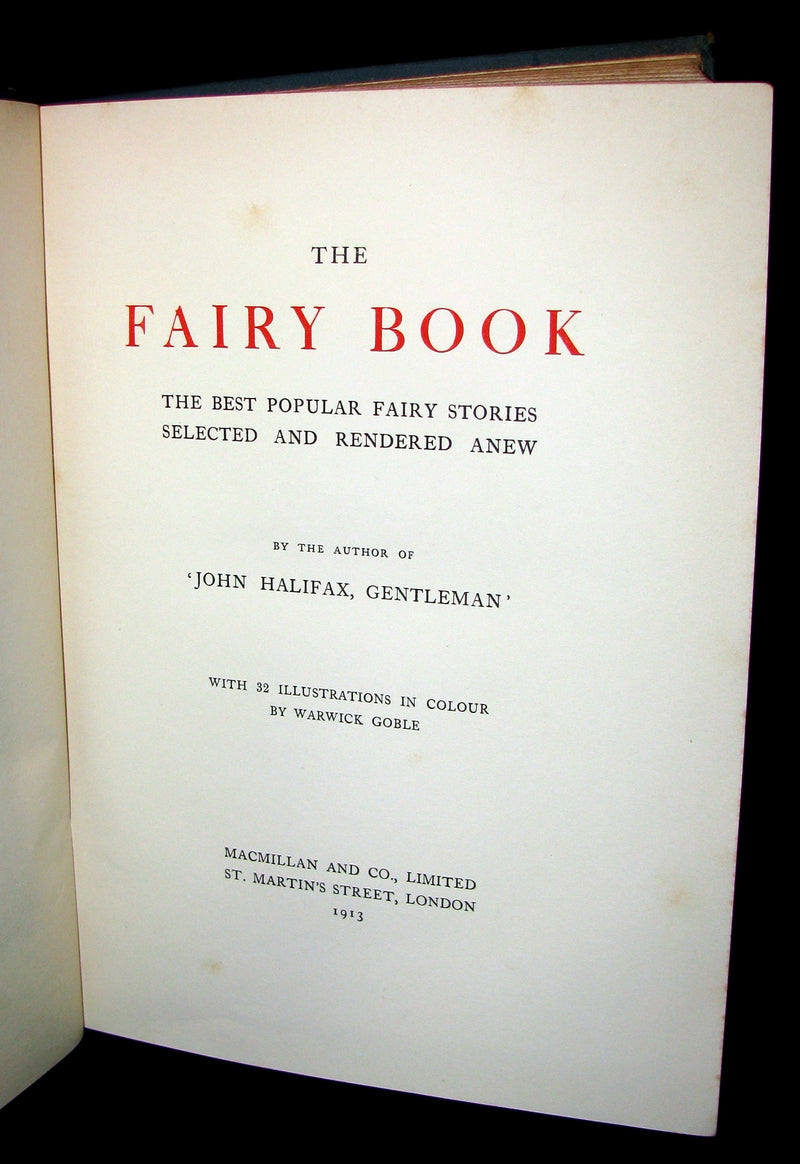 THE
FAIRY BOOK
THE BEST POPULAR FAIRY STORIES
SELECTED AND RENDERED ANEW
BY THE AUTHOR OF
‘JOHN HALIFAX, GENTLEMAN’
WITH 32 ILLUSTRATIONS IN COLOUR
BY WARWICK GOBLE
MACMILLAN AND CO., LIMITED
ST. MARTIN'S STREET, LONDON
1913